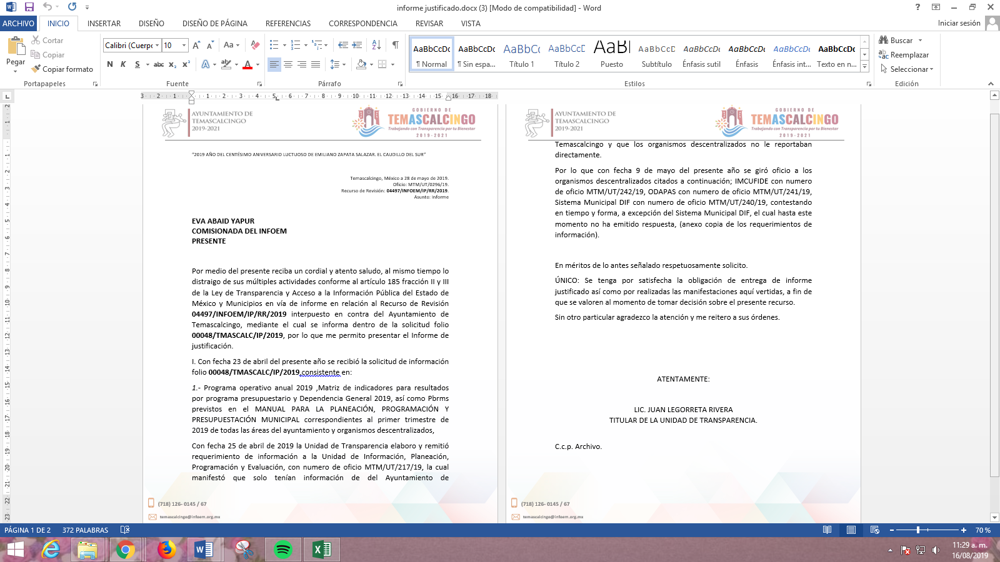 informe justificado.docx (3) [Modo de compatibilidad] - Word
ARCHIVO INICIO INSERTAR DISEÑO DISEÑO DE PÁGINA REFERENCIAS CORRESPONDENCIA REVISAR VISTA Iniciar sesión
Pegar
Cortar
Copiar
Copiar formato
Portapapeles
Calibri (Cuerpo 10
N K S abc x₂ x²
Fuente
Párrafo
AaBbCcDc AaBbCcDc AaBbCc AaBbCcD AaBl AaBbCcD AaBbCcDc AaBbCcDc AaBbCcDc AaBbCcDc
¶ Normal ¶ Sin espa... Título 1 Título 2 Puesto Subtítulo Énfasis sutil Énfasis Énfasis int... Texto en n...
Estilos
Buscar
Reemplazar
Seleccionar
Edición
AYUNTAMIENTO DE
TEMASCALCINGO
2019-2021
GOBIERNO DE
TEMASCALCINGO
Trabajando con Transparencia por tu Bienestar
2019-2021
"2019 AÑO DEL CENTÉSIMO ANIVERSARIO LUCTUOSO DE EMILIANO ZAPATA SALAZAR. EL CAUDILLO DEL SUR"
Temascalcingo, México a 28 de mayo de 2019.
Oficio: MTM/UT/0296/19.
Recurso de Revisión: 04497/INFOEM/IP/RR/2019.
Asunto: Informe
EVA ABAID YAPUR
COMISIONADA DEL INFOEM
PRESENTE
Por medio del presente reciba un cordial y atento saludo, al mismo tiempo lo
distraigo de sus múltiples actividades conforme al artículo 185 fracción II y III
de la Ley de Transparencia y Acceso a la Información Pública del Estado de
México y Municipios en vía de informe en relación al Recurso de Revisión
04497/INFOEM/IP/RR/2019 interpuesto en contra del Ayuntamiento de
Temascalcingo, mediante el cual se informa dentro de la solicitud folio
00048/TMASCALC/IP/2019, por lo que me permito presentar el Informe de
justificación.
I. Con fecha 23 de abril del presente año se recibió la solicitud de información
folio 00048/TMASCALC/IP/2019,consistente en:
1.- Programa operativo anual 2019 ,Matriz de indicadores para resultados
por programa presupuestario y Dependencia General 2019, así como Pbrms
previstos en el MANUAL PARA LA PLANEACIÓN, PROGRAMACIÓN Y
PRESUPUESTACIÓN MUNICIPAL correspondientes al primer trimestre de
2019 de todas las áreas del ayuntamiento y organismos descentralizados,
Con fecha 25 de abril de 2019 la Unidad de Transparencia elaboro y remitió
requerimiento de información a la Unidad de Información, Planeación,
Programación y Evaluación, con numero de oficio MTM/UT/217/19, la cual
manifestó que solo tenían información de del Ayuntamiento de
(718) 126- 0145 / 67
temascalcingo@infoem.org.mx
AYUNTAMIENTO DE
TEMASCALCINGO
2019-2021
GOBIERNO DE
TEMASCALCINGO
Trabajando con Transparencia por tu Bienestar
2019-2021
Temascalcingo y que los organismos descentralizados no le reportaban
directamente.
Por lo que con fecha 9 de mayo del presente año se giró oficio a los
organismos descentralizados citados a continuación; IMCUFIDE con numero
de oficio MTM/UT/242/19, ODAPAS con numero de oficio MTM/UT/241/19,
Sistema Municipal DIF con numero de oficio MTM/UT/240/19, contestando
en tiempo y forma, a excepción del Sistema Municipal DIF, el cual hasta este
momento no ha emitido respuesta, (anexo copia de los requerimientos de
información).
En méritos de lo antes señalado respetuosamente solicito.
ÚNICO: Se tenga por satisfecha la obligación de entrega de informe
justificado así como por realizadas las manifestaciones aquí vertidas, a fin de
que se valoren al momento de tomar decisión sobre el presente recurso.
Sin otro particular agradezco la atención y me reitero a sus órdenes.
ATENTAMENTE:
LIC. JUAN LEGORRETA RIVERA
TITULAR DE LA UNIDAD DE TRANSPARENCIA.
C.c.p. Archivo.
(718) 126- 0145 / 67
temascalcingo@infoem.org.mx
PÁGINA 1 DE 2 372 PALABRAS 70 %
11:29 a. m.
16/08/2019